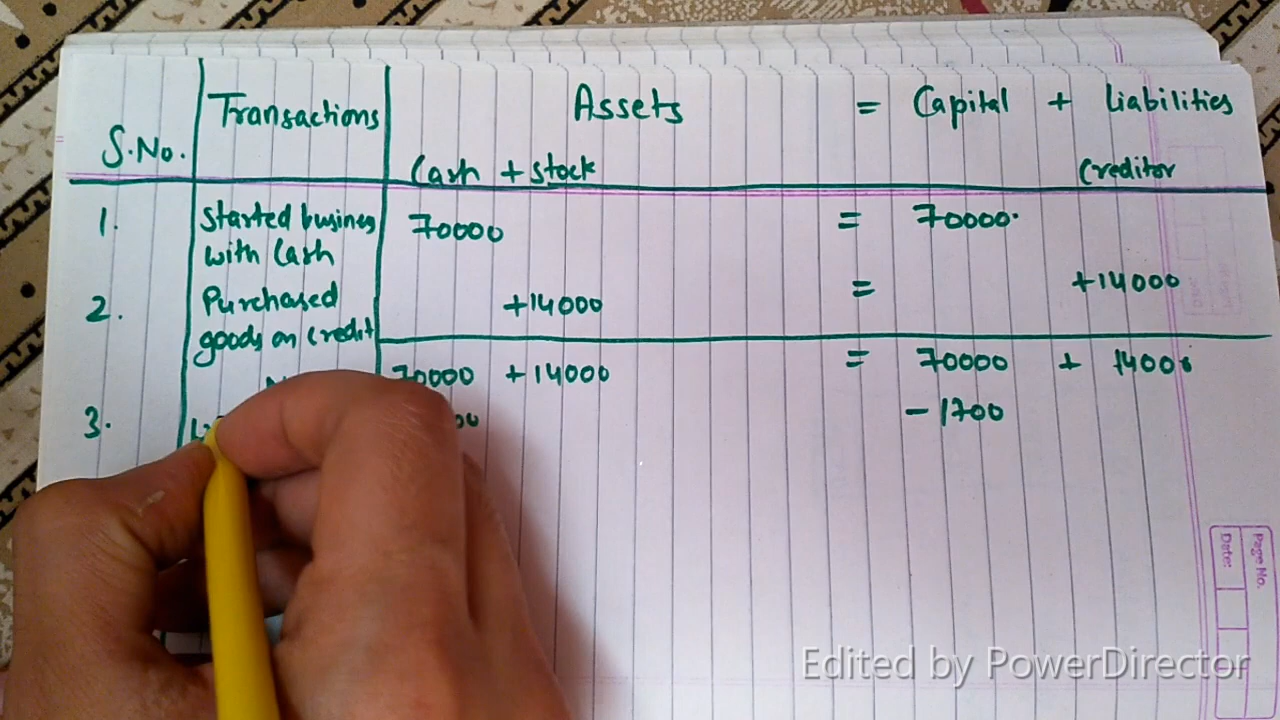 S.No. Transactions Assets = Capital + Liabilities
Cash + stock Creditor
1. Started busines 70000 = 70000.
with Cash
2. Purchased +14000 = +14000
goods on Credit
70000 +14000 = 70000 + 14000
3. - 1700
Page No.
Date:
Edited by PowerDirector